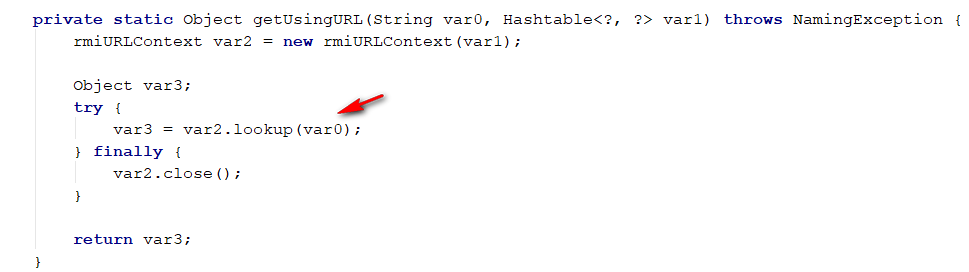 private static Object getUsingURL(String var0, Hashtable<?, ?> var1) throws NamingException {
    rmiURLContext var2 = new rmiURLContext(var1);

    Object var3;
    try {
        var3 = var2.lookup(var0);
    } finally {
        var2.close();
    }

    return var3;
}